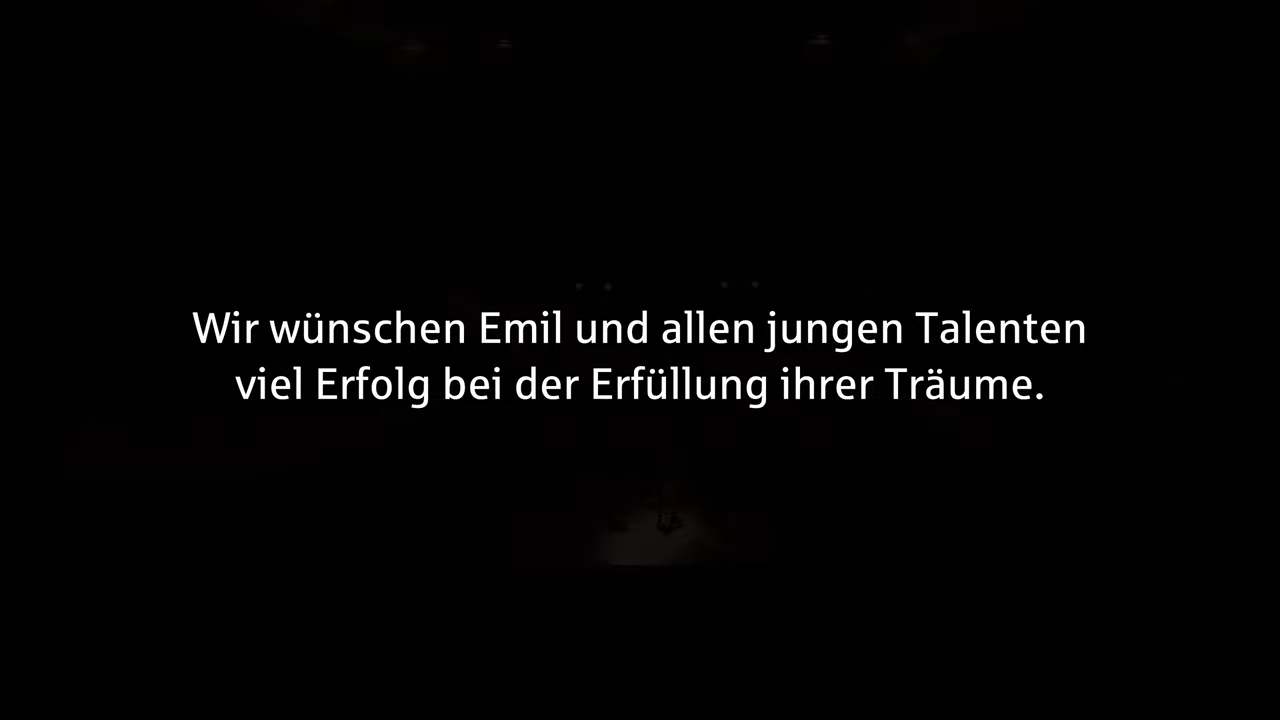 Wir wünschen Emil und allen jungen Talenten
viel Erfolg bei der Erfüllung ihrer Träume.